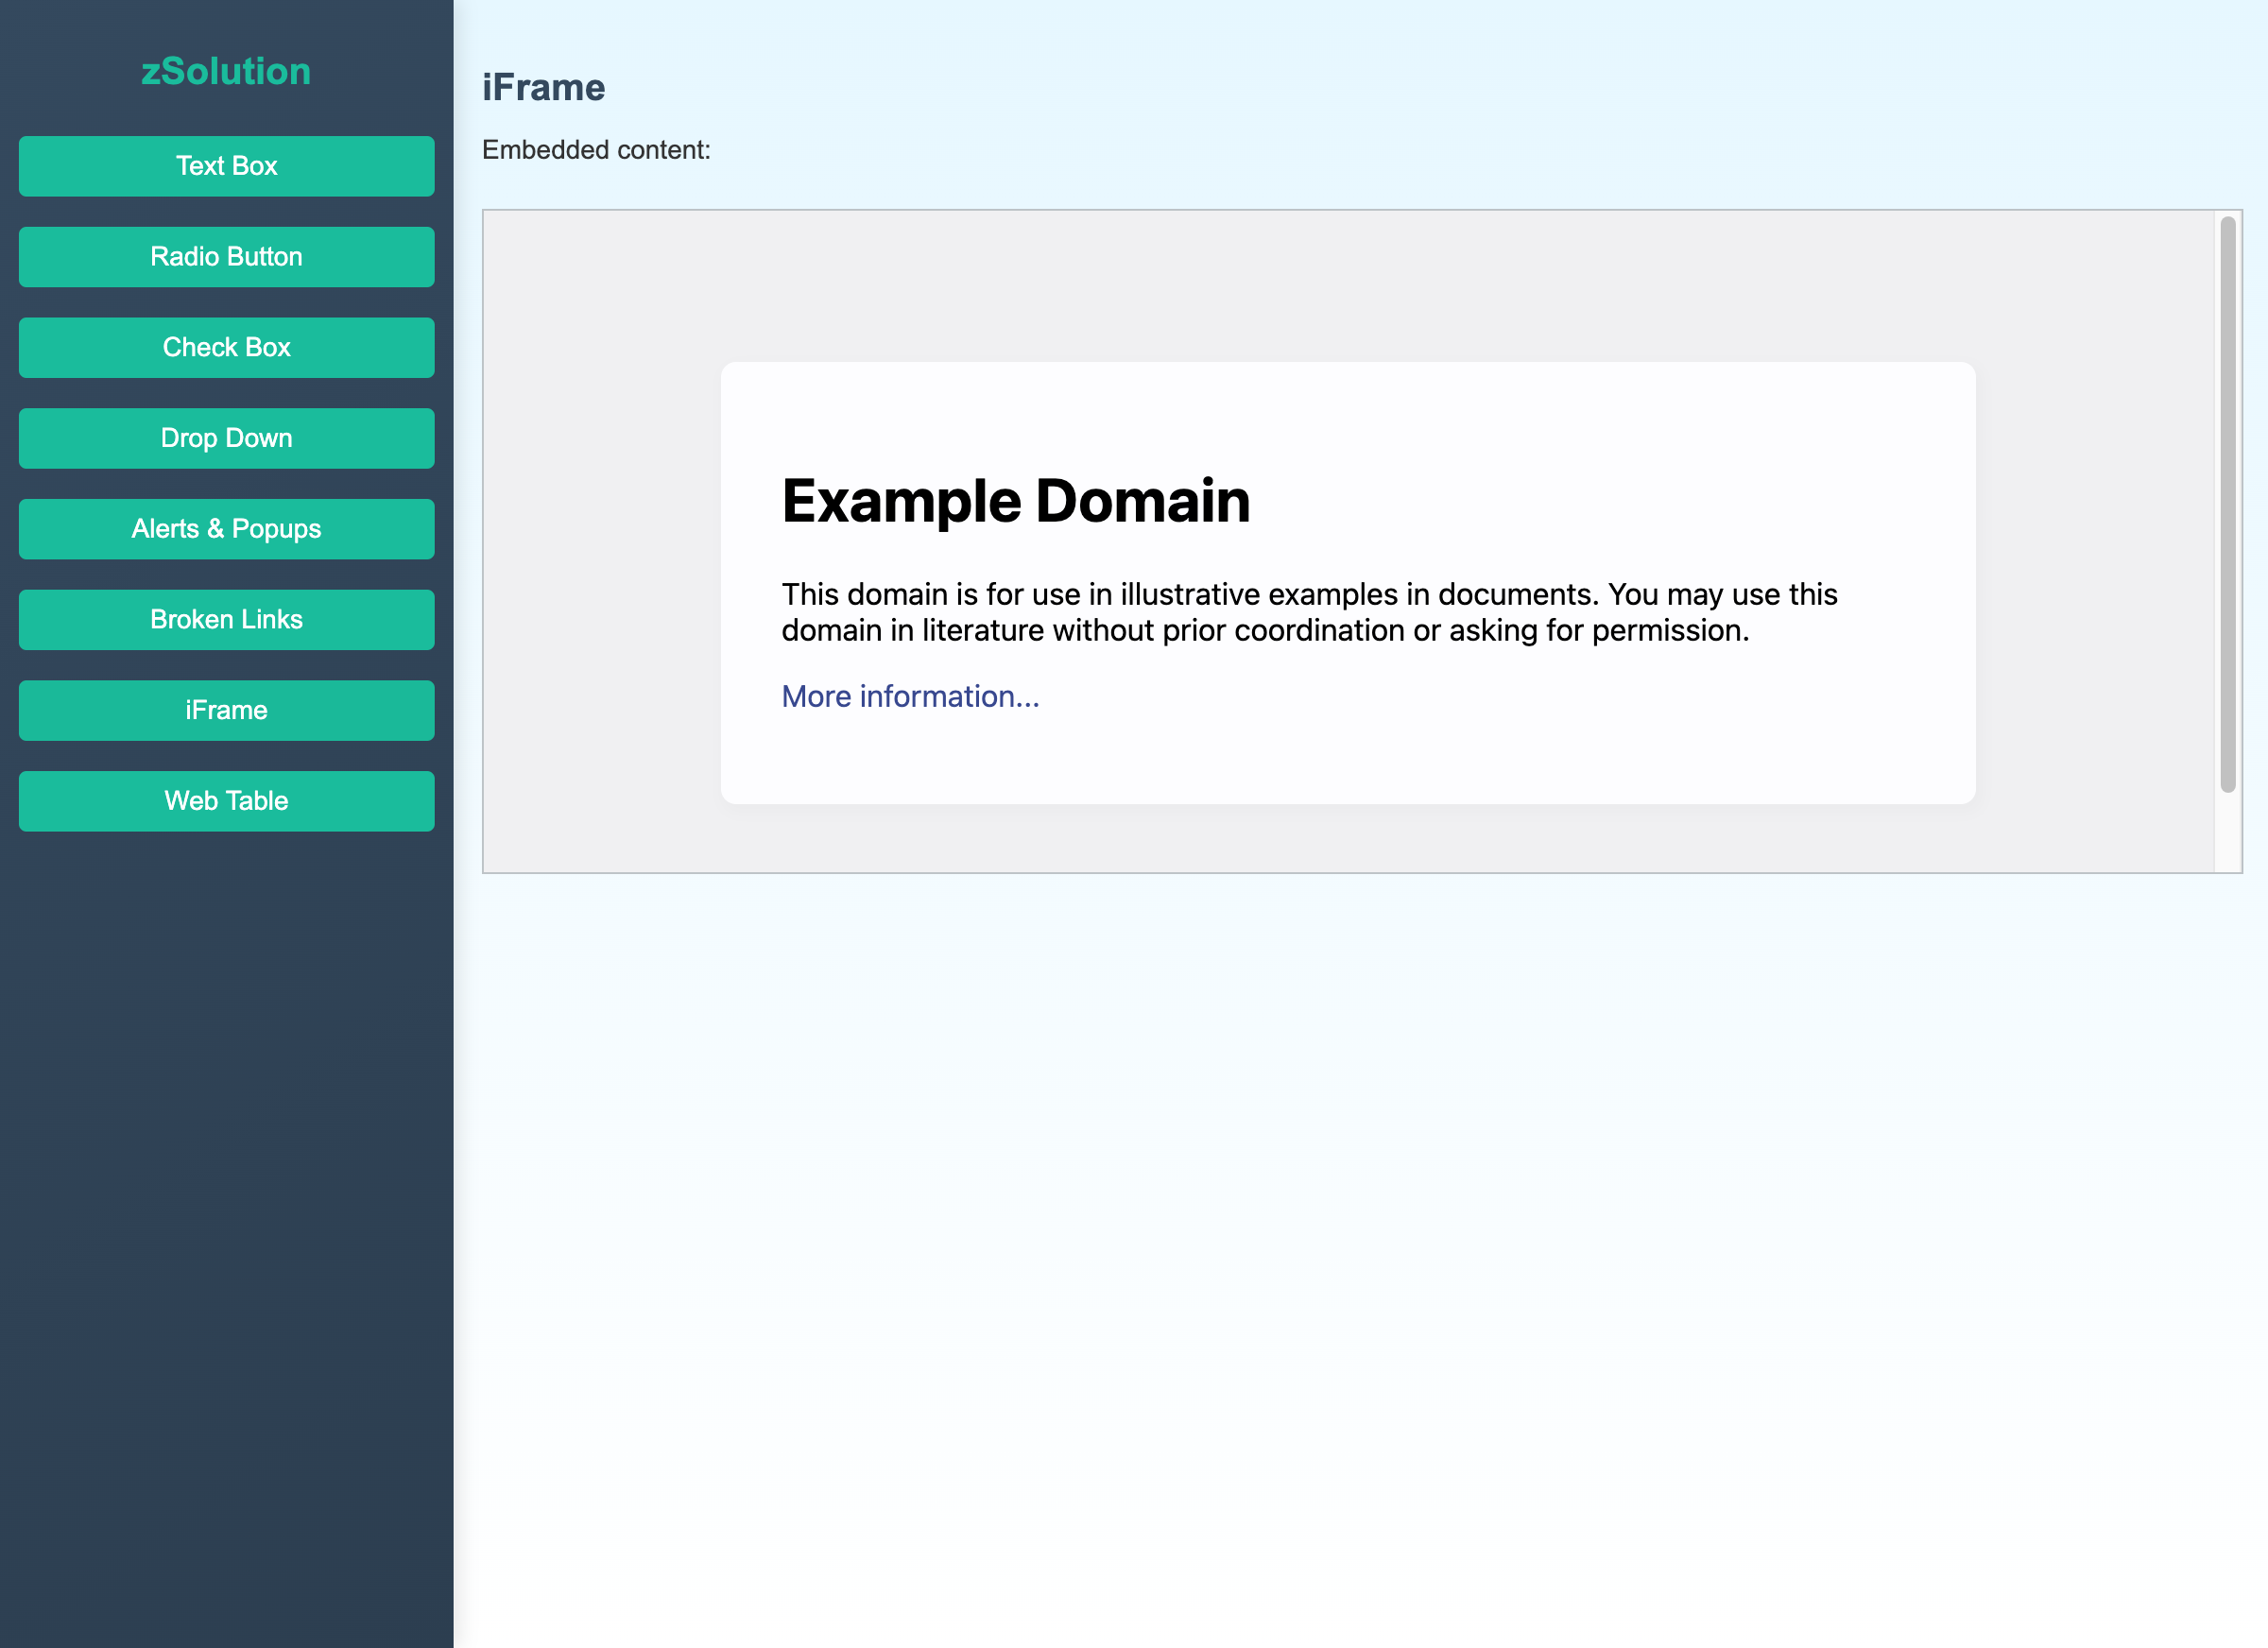 zSolution
Text Box
Radio Button
Check Box
Drop Down
Alerts & Popups
Broken Links
iFrame
Web Table
iFrame
Embedded content:
Example Domain
This domain is for use in illustrative examples in documents. You may use this
domain in literature without prior coordination or asking for permission.
More information...